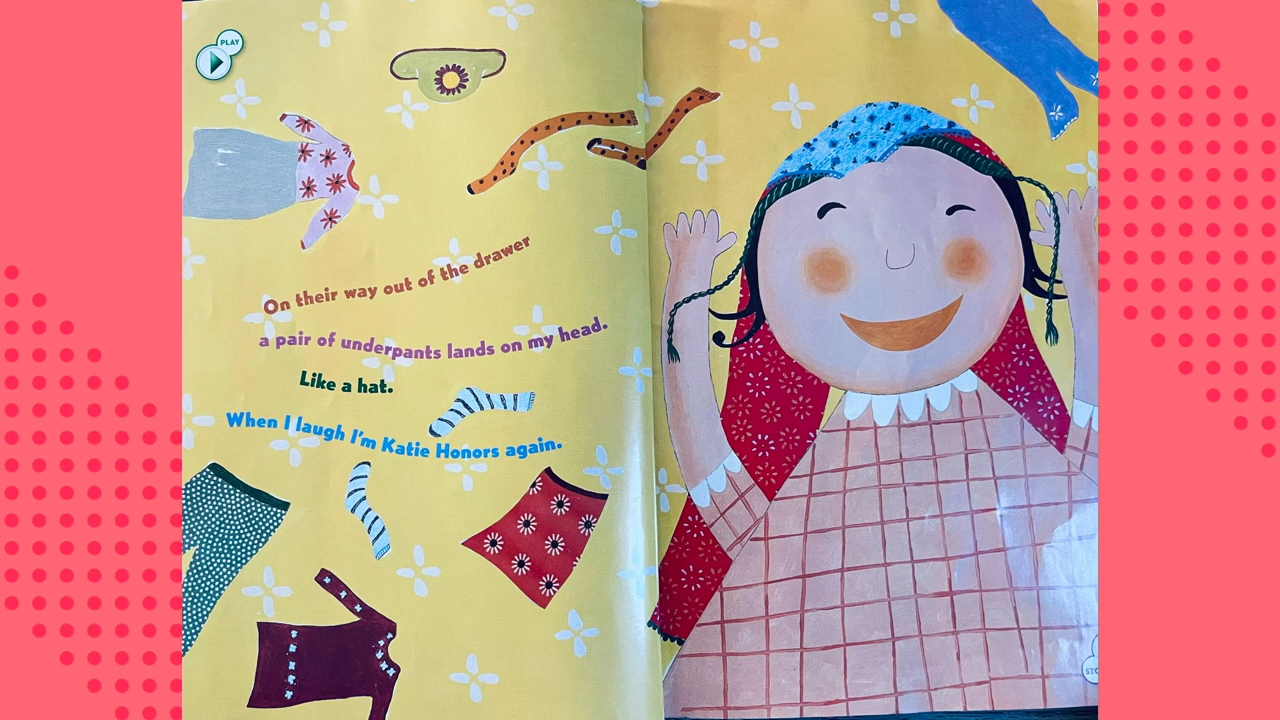 PLAY
On their way out of the drawer
a pair of underpants lands on my head.
Like a hat.
When I laugh I'm Katie Honors again.